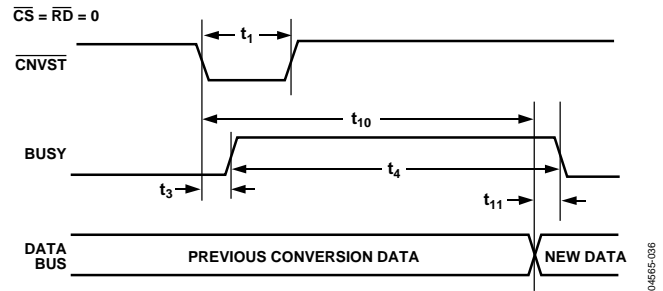 CS = RD = 0
t1
CNVST
t10
BUSY
t4
t3
t11
DATA BUS
PREVIOUS CONVERSION DATA
NEW DATA
04565-036